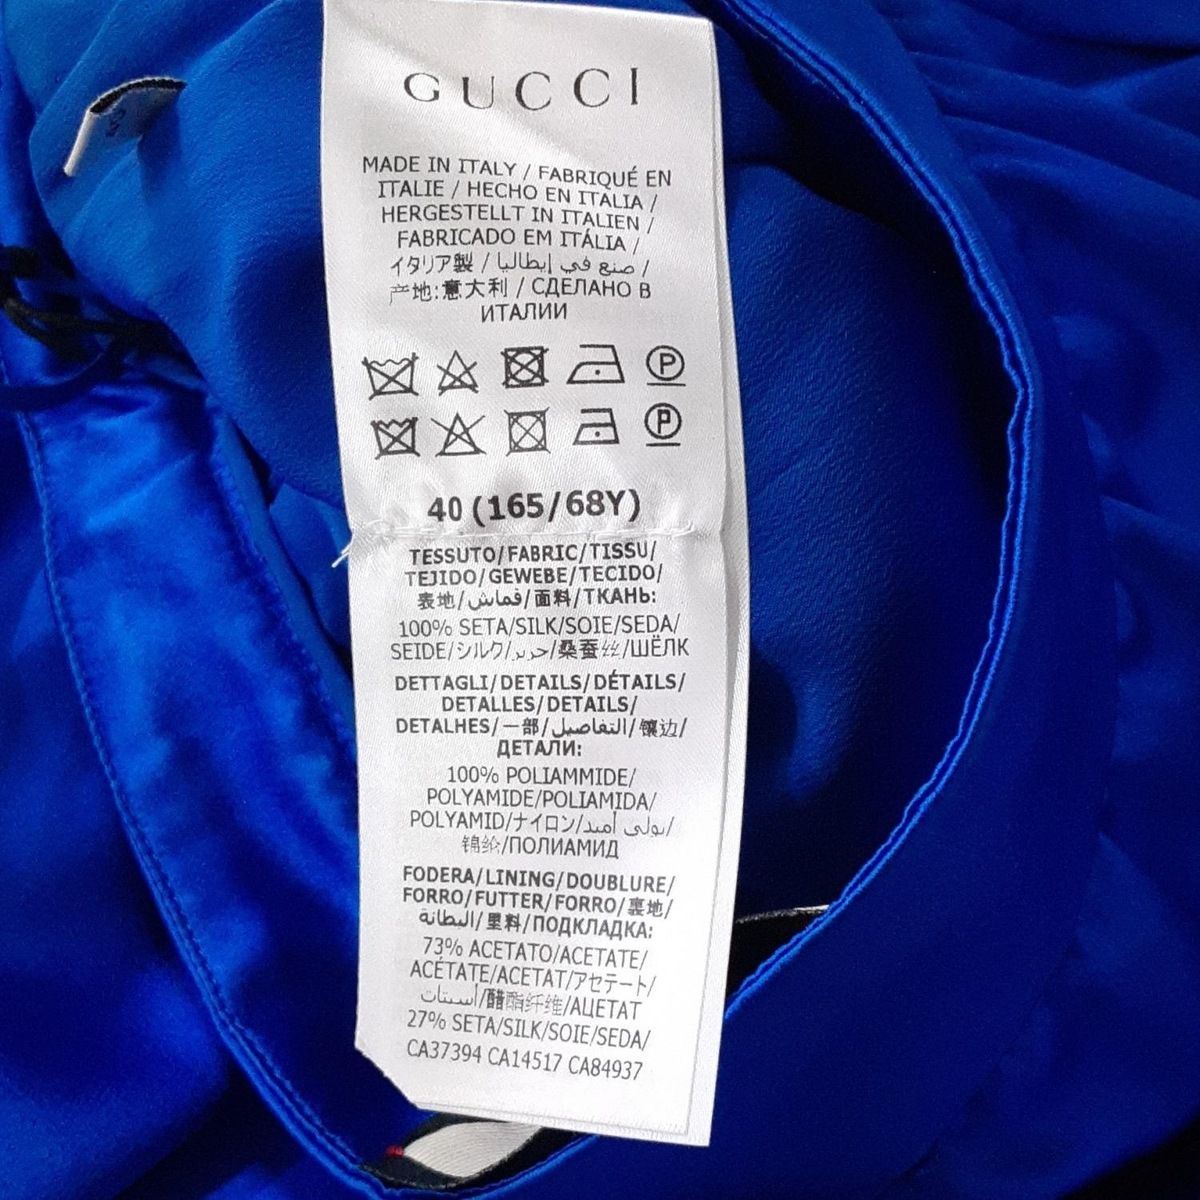 GUCCI
MADE IN ITALY / FABRIQUÉ EN
ITALIE / HECHO EN ITALIA /
HERGESTELLT IN ITALIEN /
FABRICADO EM ITÁLIA /
イタリア製 / صنع في إيطاليا /
产地:意大利 / СДЕЛАНО В
ИТАЛИИ
P
P
40 (165/68Y)
TESSUTO/FABRIC/TISSU/
TEJIDO/GEWEBE/TECIDO/
表地/قماش/面料/ТКАНЬ:
100% SETA/SILK/SOIE/SEDA/
SEIDE/シルク/حرير/桑蚕丝/ШЁЛК
DETTAGLI/DETAILS/DÉTAILS/
DETALLES/DETAILS/
DETALHES/一部/التفاصيل/镶边/
ДЕТАЛИ:
100% POLIAMMIDE/
POLYAMIDE/POLIAMIDA/
POLYAMID/ナイロン/بولي أميد/
锦纶/ПОЛИАМИД
FODERA/LINING/DOUBLURE/
FORRO/FUTTER/FORRO/裏地/
البطانة/里料/ПОДКЛАДКА:
73% ACETATO/ACETATE/
ACÉTATE/ACETAT/アセテート/
أسيتات/醋酯纤维/АЦЕТАТ
27% SETA/SILK/SOIE/SEDA/
CA37394 CA14517 CA84937